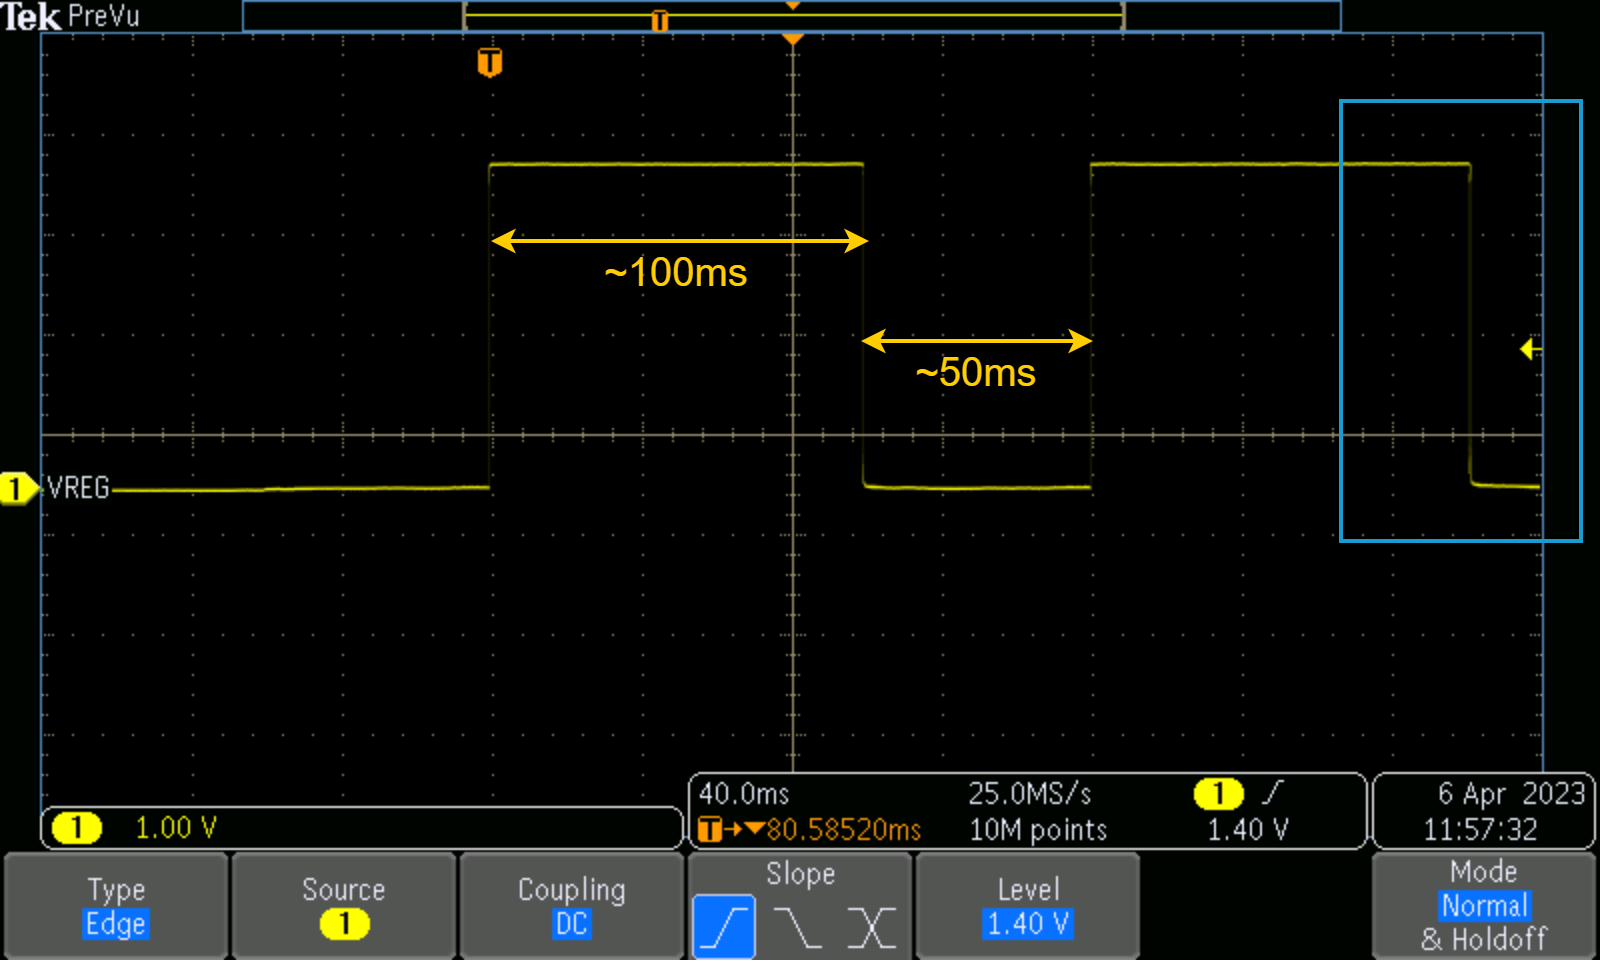 Tek PreVu
T
T
~100ms
~50ms
1 VREG
40.0ms 25.0MS/s 1
T→▼80.58520ms 10M points 1.40 V
6 Apr 2023
11:57:32
1 1.00 V
Type
Edge
Source
1
Coupling
DC
Slope
Level
1.40 V
Mode
Normal
& Holdoff